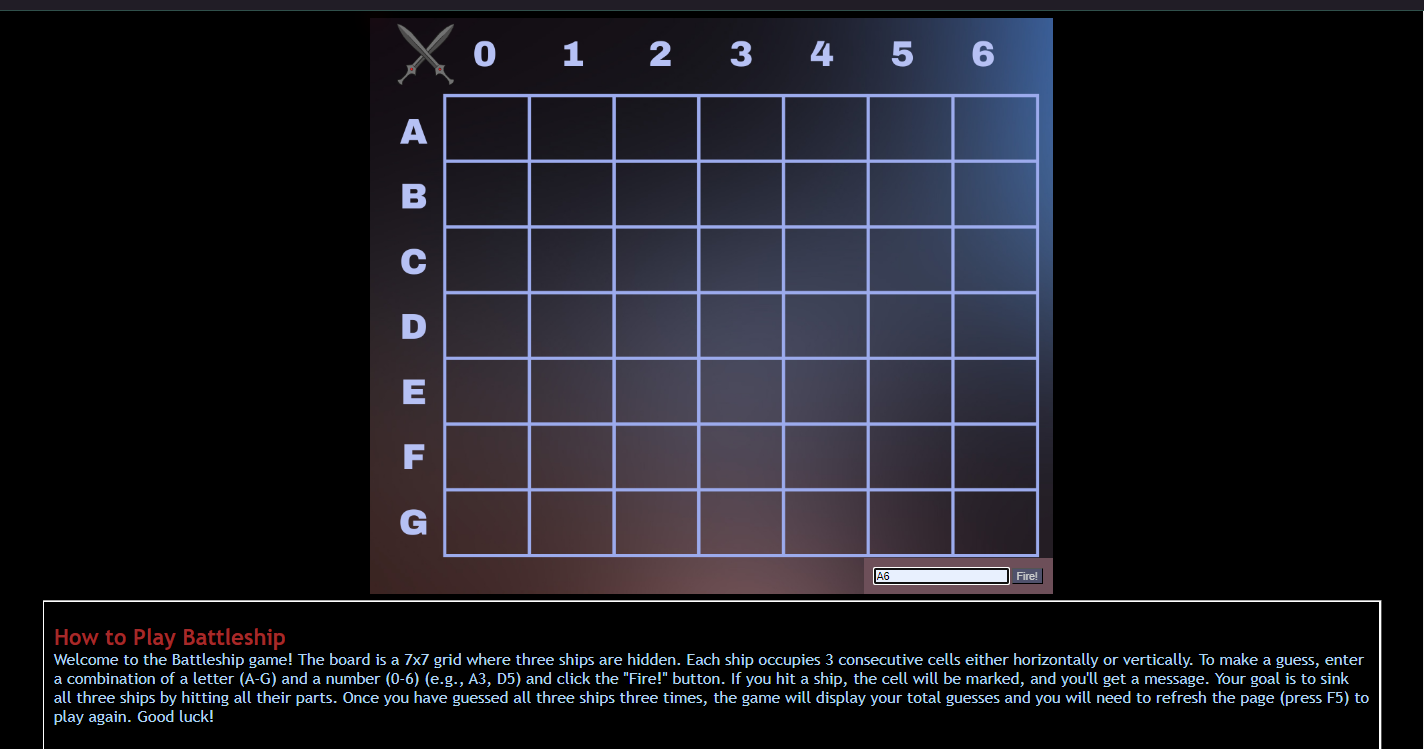 0 1 2 3 4 5 6
A
B
C
D
E
F
G
A6 Fire!
How to Play Battleship
Welcome to the Battleship game! The board is a 7x7 grid where three ships are hidden. Each ship occupies 3 consecutive cells either horizontally or vertically. To make a guess, enter
a combination of a letter (A-G) and a number (0-6) (e.g., A3, D5) and click the "Fire!" button. If you hit a ship, the cell will be marked, and you'll get a message. Your goal is to sink
all three ships by hitting all their parts. Once you have guessed all three ships three times, the game will display your total guesses and you will need to refresh the page (press F5) to
play again. Good luck!